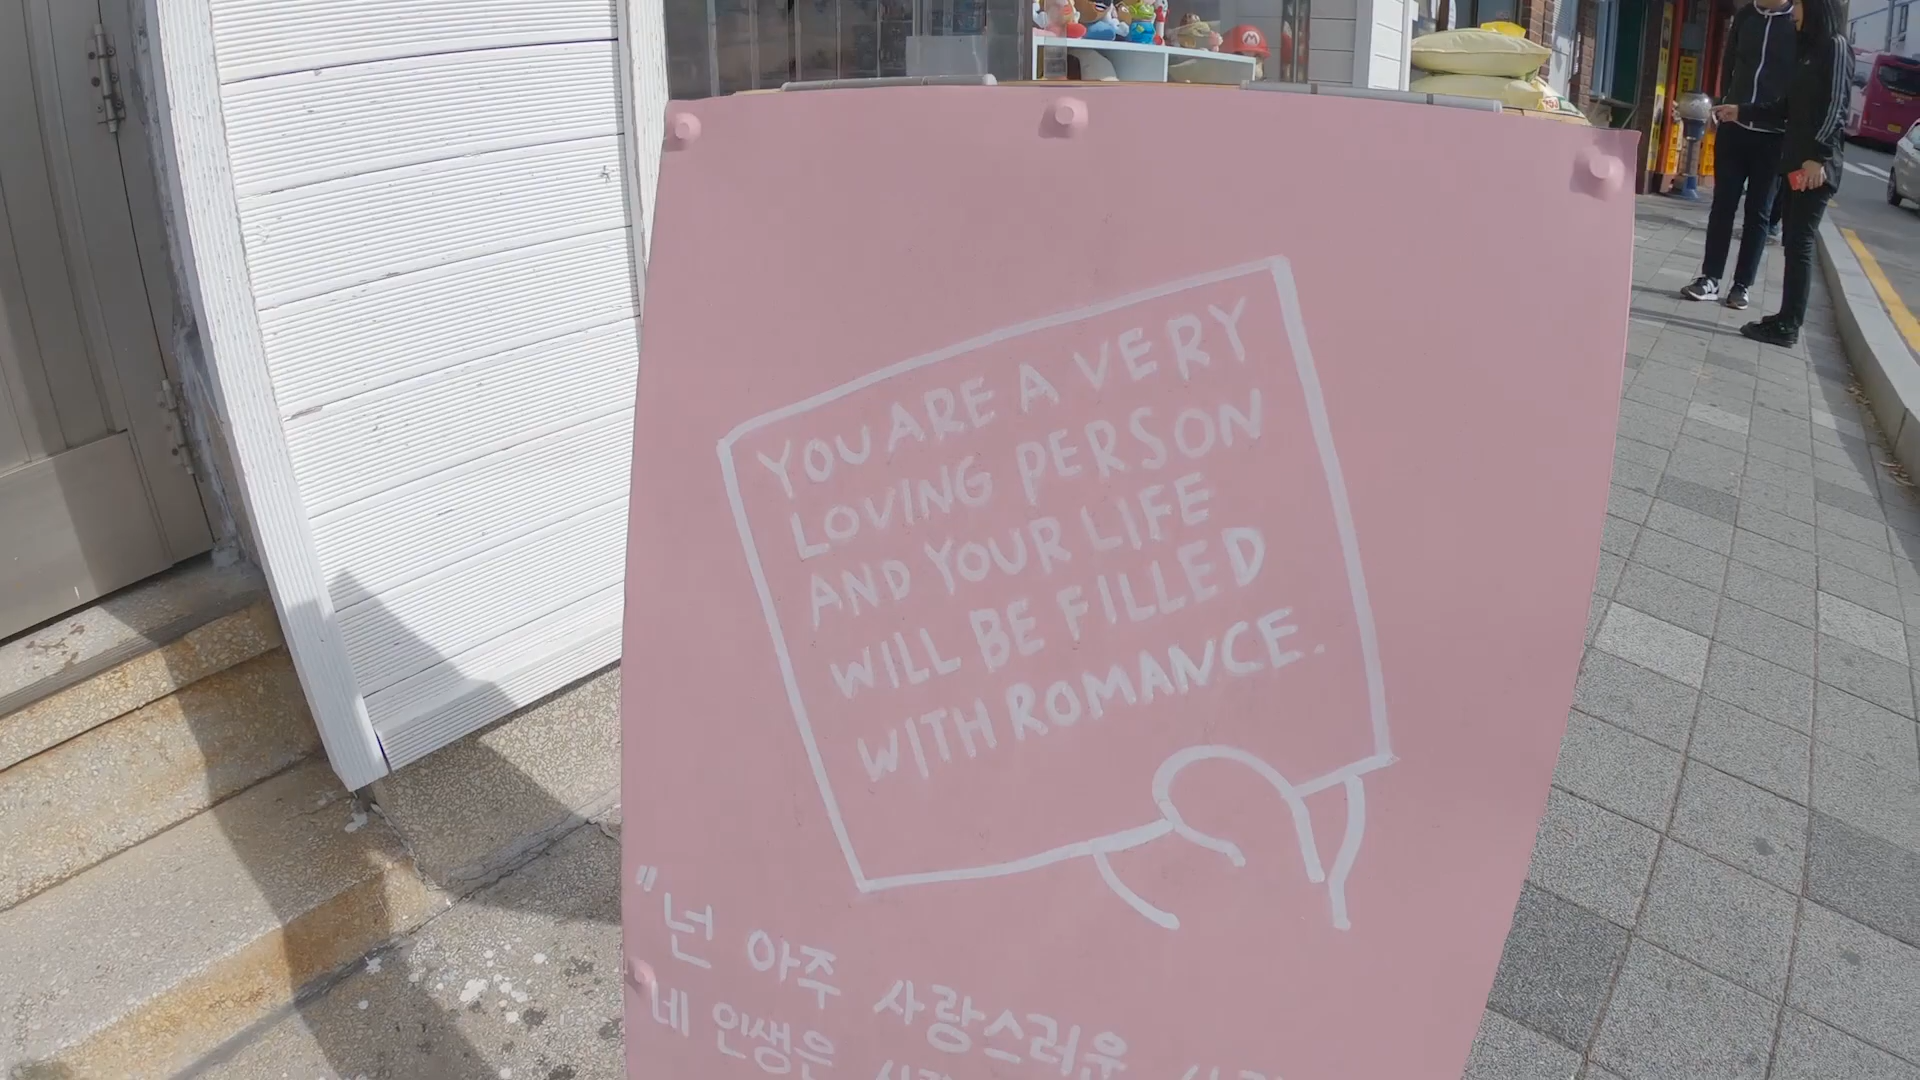 YOU ARE A VERY
LOVING PERSON
AND YOUR LIFE
WILL BE FILLED
WITH ROMANCE.
"넌 아주 사랑스러운
네 인생은